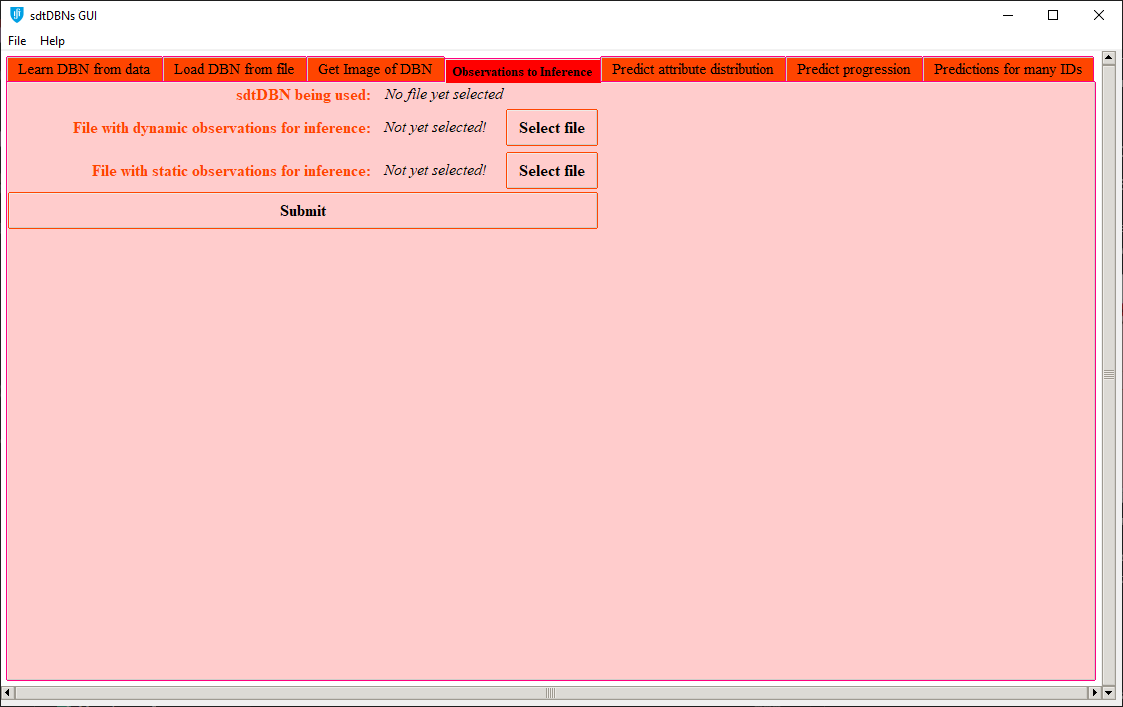 sdtDBNs GUI
File Help
Learn DBN from data Load DBN from file Get Image of DBN Observations to Inference Predict attribute distribution Predict progression Predictions for many IDs
sdtDBN being used: No file yet selected
File with dynamic observations for inference: Not yet selected! Select file
File with static observations for inference: Not yet selected! Select file
Submit